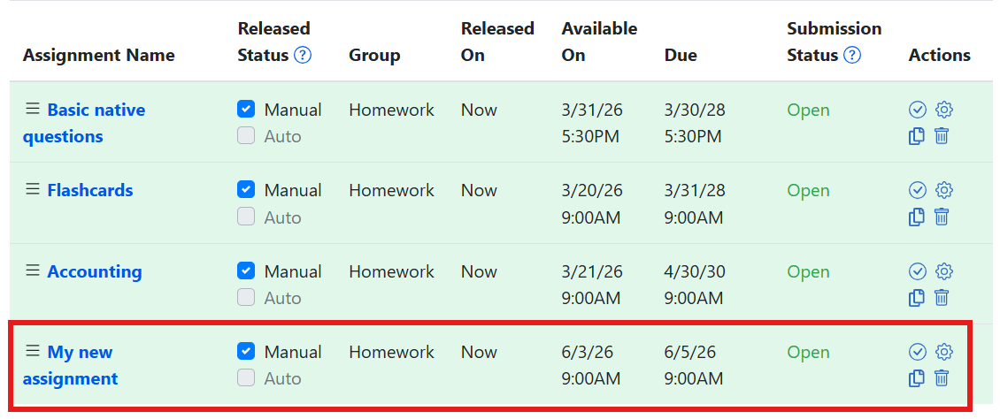 Released Released Available Submission
Assignment Name Status ? Group On On Due Status ? Actions
Basic native Manual Homework Now 3/31/26 3/30/28 Open
questions Auto 5:30PM 5:30PM
Flashcards Manual Homework Now 3/20/26 3/31/28 Open
Auto 9:00AM 9:00AM
Accounting Manual Homework Now 3/21/26 4/30/30 Open
Auto 9:00AM 9:00AM
My new Manual Homework Now 6/3/26 6/5/26 Open
assignment Auto 9:00AM 9:00AM